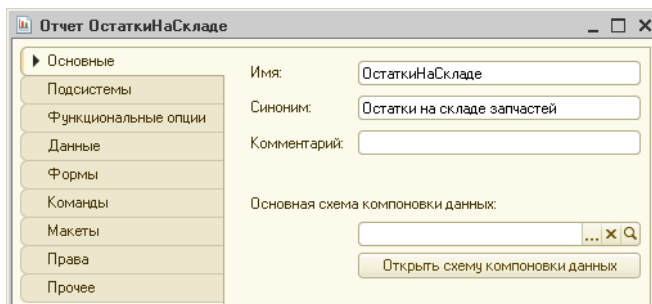 Отчет ОстаткиНаСкладе
Основные
Подсистемы
Функциональные опции
Данные
Формы
Команды
Макеты
Права
Прочее
Имя: ОстаткиНаСкладе
Синоним: Остатки на складе запчастей
Комментарий:
Основная схема компоновки данных:
...
Открыть схему компоновки данных